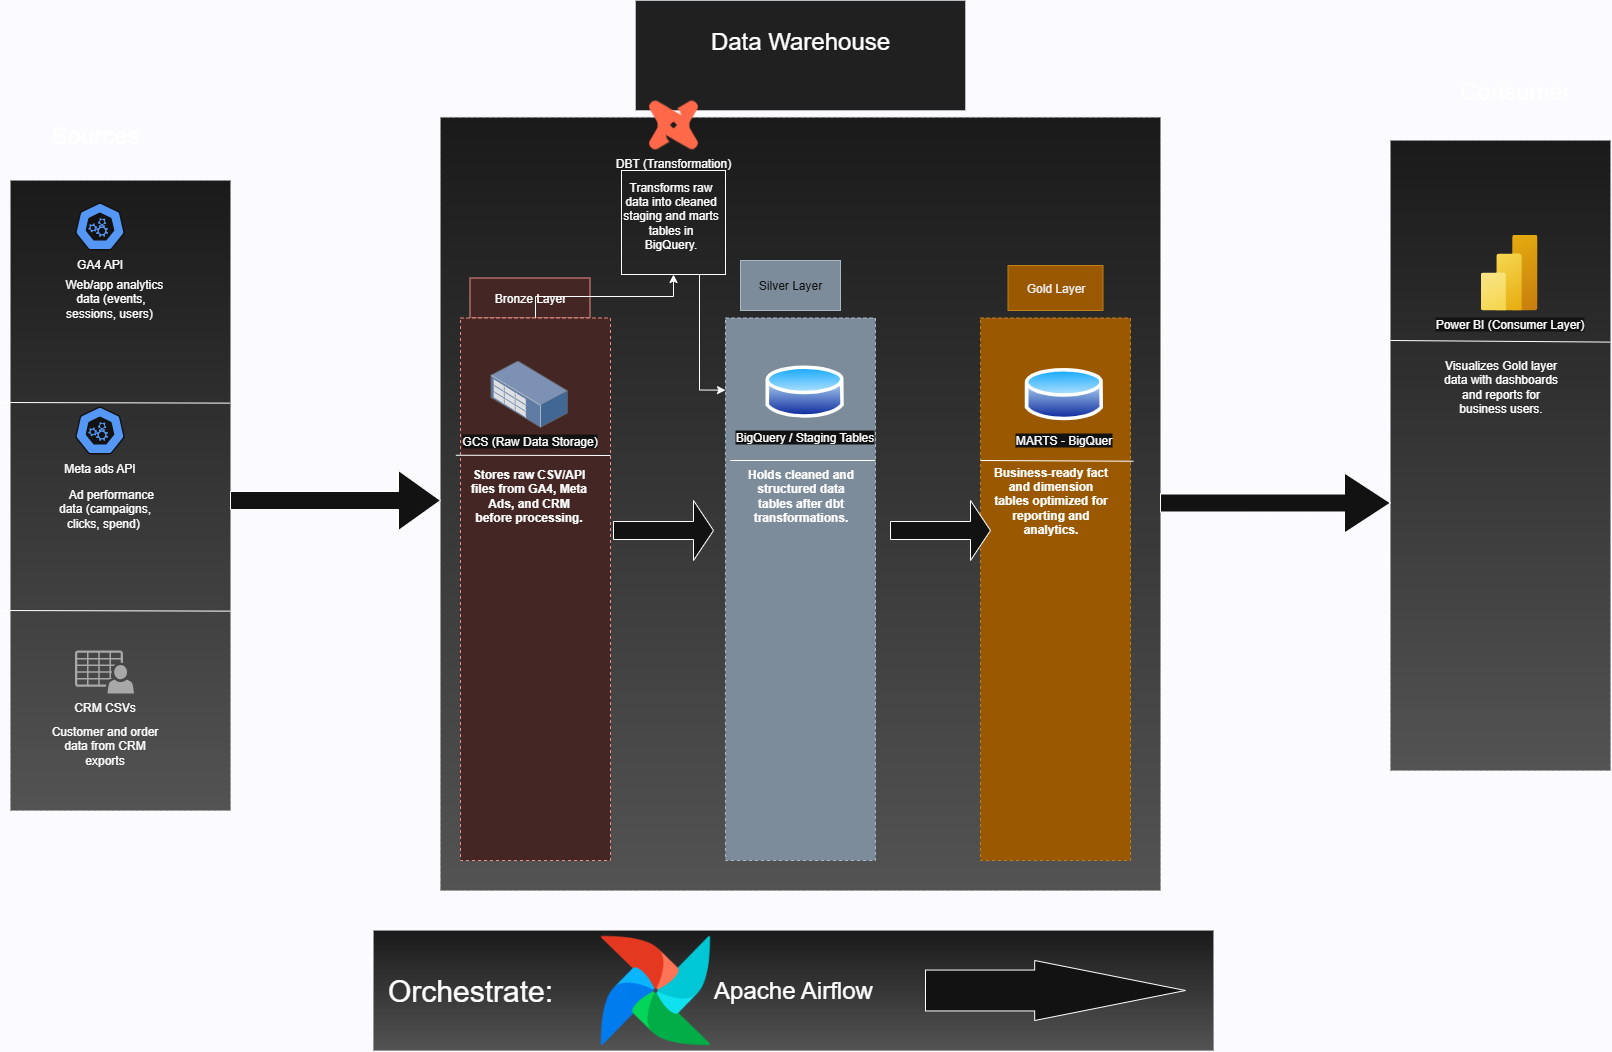 Data Warehouse
Consumer
Sources
GA4 API
Web/app analytics
data (events,
sessions, users)
Meta ads API
Ad performance
data (campaigns,
clicks, spend)
CRM CSVs
Customer and order
data from CRM
exports
DBT (Transformation)
Transforms raw
data into cleaned
staging and marts
tables in
BigQuery.
Bronze Layer
GCS (Raw Data Storage)
Stores raw CSV/API
files from GA4, Meta
Ads, and CRM
before processing.
Silver Layer
BigQuery / Staging Tables
Holds cleaned and
structured data
tables after dbt
transformations.
Gold Layer
MARTS - BigQuer
Business-ready fact
and dimension
tables optimized for
reporting and
analytics.
Power BI (Consumer Layer)
Visualizes Gold layer
data with dashboards
and reports for
business users.
Orchestrate:
Apache Airflow